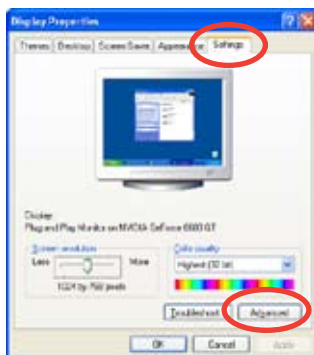 Display Properties
Themes Desktop Screen Saver Appearance Settings
Display:
Plug and Play Monitor on NVIDIA GeForce 6600 GT
Screen resolution
Less More
1024 by 768 pixels
Color quality
Highest (32 bit)
Troubleshoot... Advanced
OK Cancel Apply